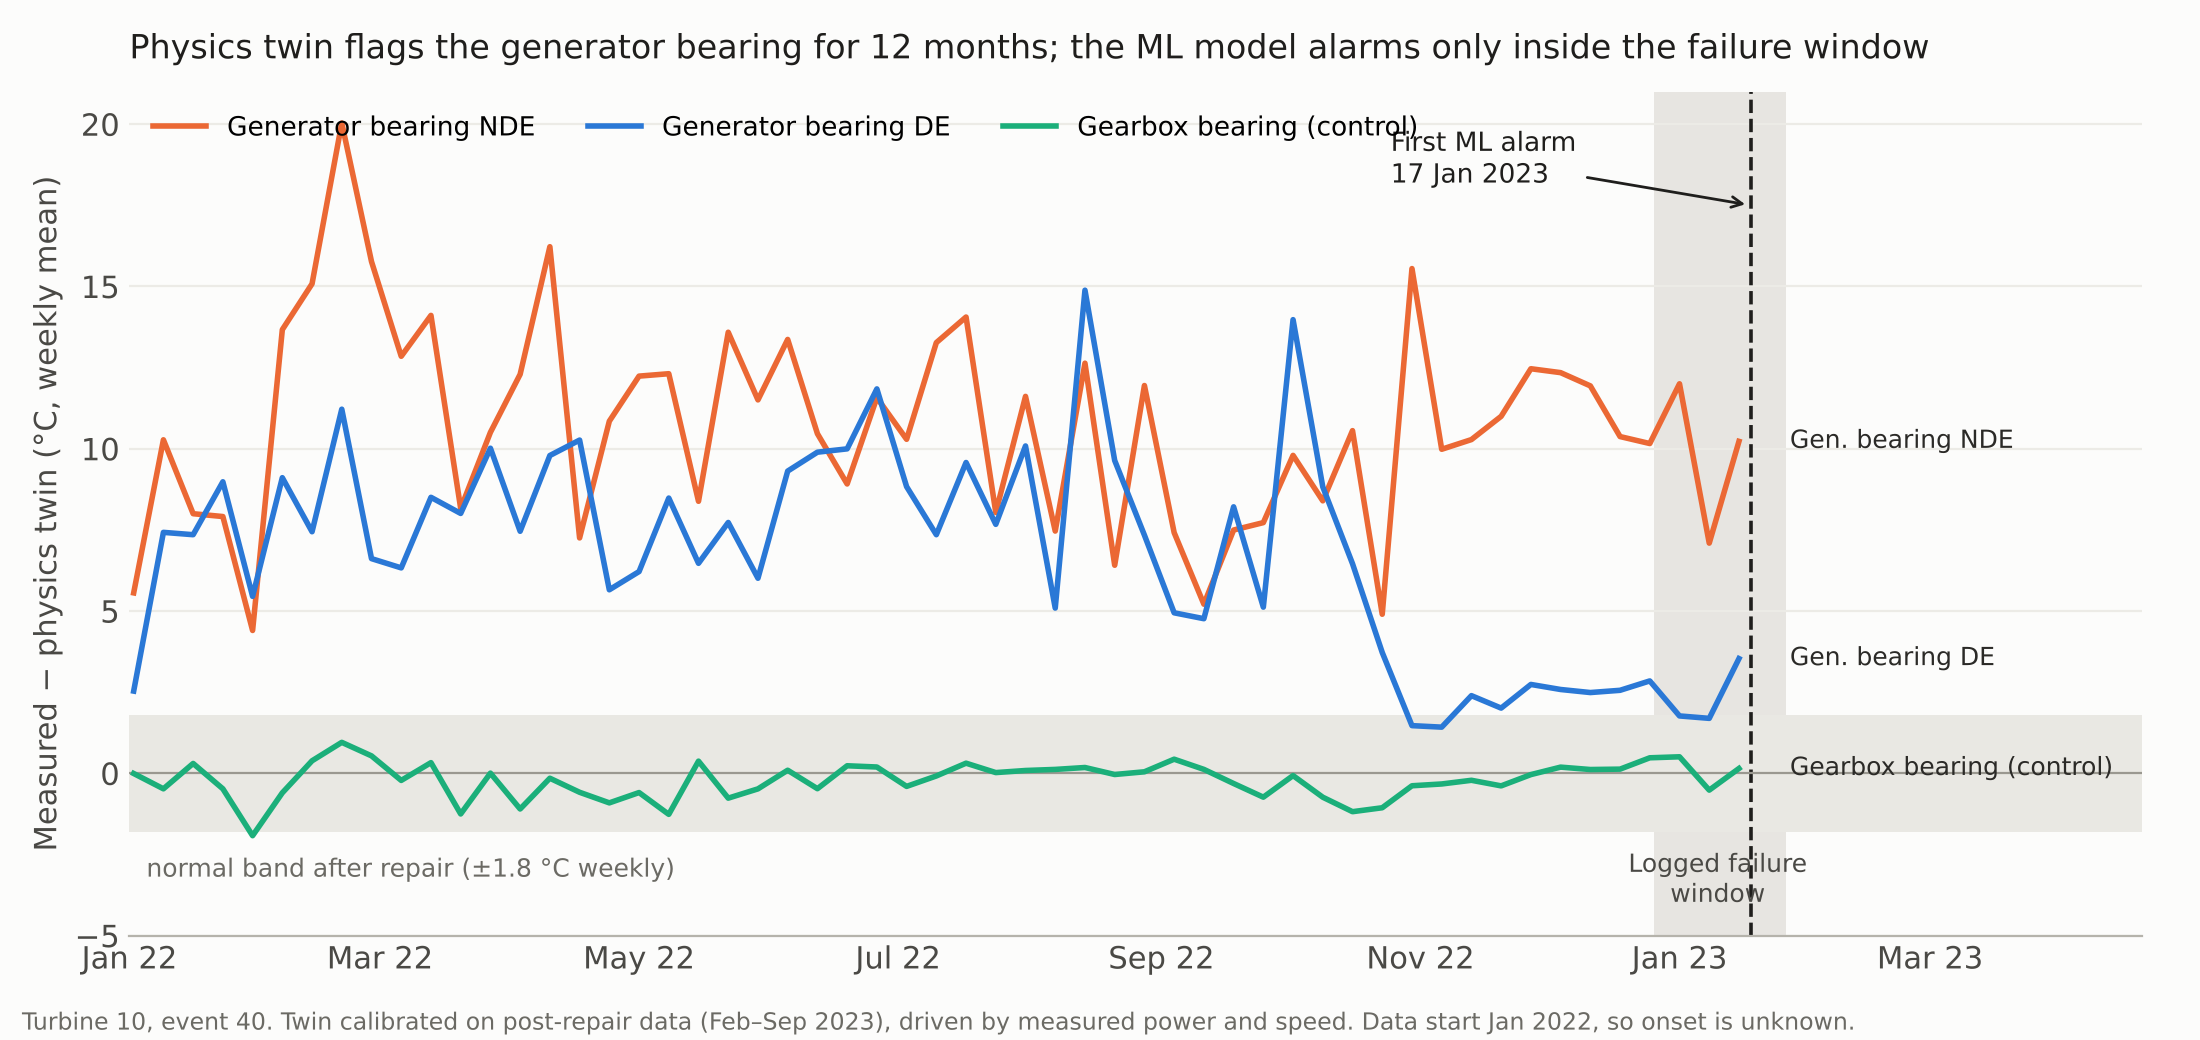 Physics twin flags the generator bearing for 12 months; the ML model alarms only inside the failure window
Generator bearing NDE
Generator bearing DE
Gearbox bearing (control)
First ML alarm
17 Jan 2023
Measured − physics twin (°C, weekly mean)
20
15
10
5
0
−5
Gen. bearing NDE
Gen. bearing DE
Gearbox bearing (control)
normal band after repair (±1.8 °C weekly)
Logged failure
window
Jan 22
Mar 22
May 22
Jul 22
Sep 22
Nov 22
Jan 23
Mar 23
Turbine 10, event 40. Twin calibrated on post-repair data (Feb–Sep 2023), driven by measured power and speed. Data start Jan 2022, so onset is unknown.